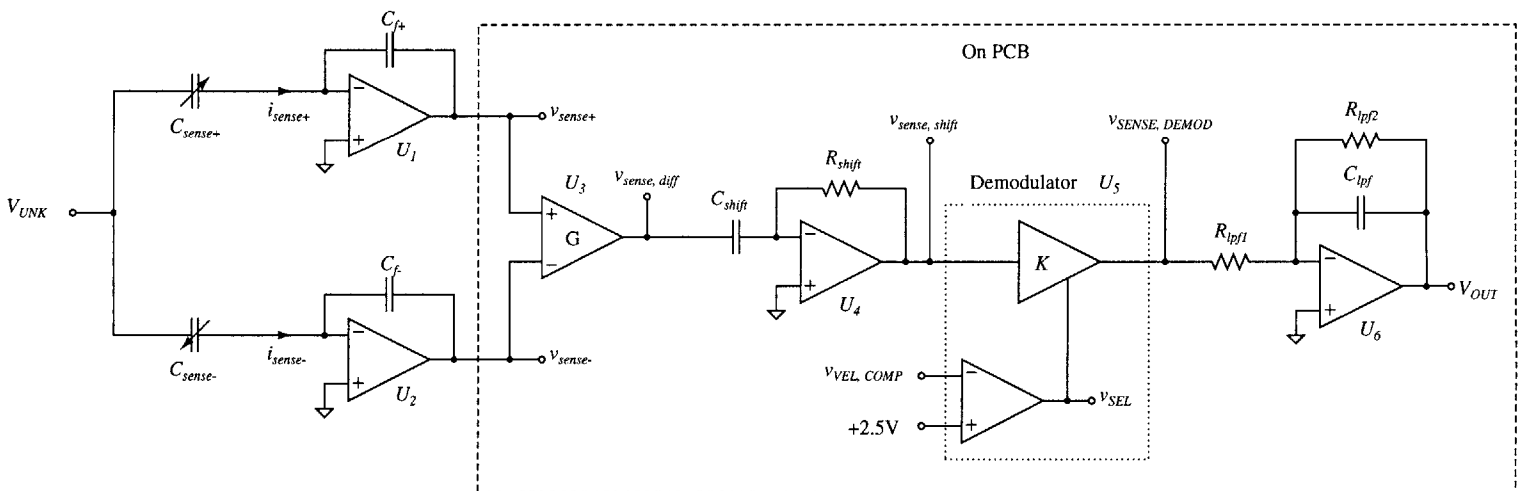 C_f+
On PCB
C_sense+
i_sense+
−
+
U_1
v_sense+
V_UNK
U_3
+
G
−
v_sense, diff
C_shift
R_shift
−
+
U_4
v_sense, shift
Demodulator U_5
K
v_SENSE, DEMOD
R_lpf1
R_lpf2
C_lpf
−
+
U_6
V_OUT
C_f-
C_sense-
i_sense-
−
+
U_2
v_sense-
v_VEL, COMP
−
+2.5V
+
v_SEL